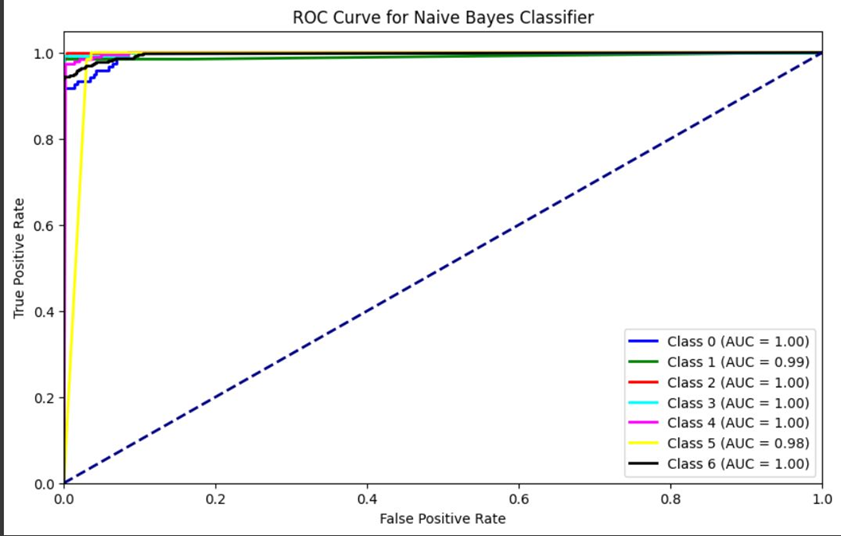 ROC Curve for Naive Bayes Classifier
1.0
0.8
0.6
0.4
0.2
0.0
True Positive Rate
0.0 0.2 0.4 0.6 0.8 1.0
False Positive Rate
Class 0 (AUC = 1.00)
Class 1 (AUC = 0.99)
Class 2 (AUC = 1.00)
Class 3 (AUC = 1.00)
Class 4 (AUC = 1.00)
Class 5 (AUC = 0.98)
Class 6 (AUC = 1.00)